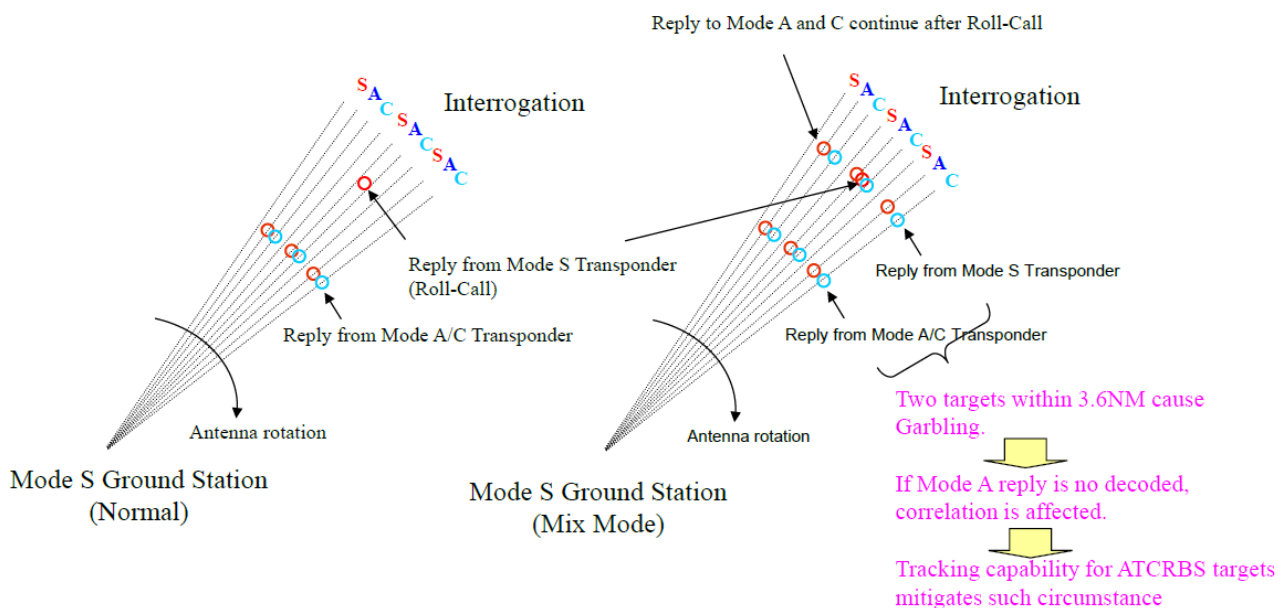 Reply to Mode A and C continue after Roll-Call
S
A
C
S
A
C
S
A
C
Interrogation
Reply from Mode S Transponder
(Roll-Call)
Reply from Mode A/C Transponder
Antenna rotation
Mode S Ground Station
(Normal)
S
A
C
S
A
C
S
A
C
Interrogation
Reply from Mode S Transponder
Reply from Mode A/C Transponder
Antenna rotation
Mode S Ground Station
(Mix Mode)
Two targets within 3.6NM cause
Garbling.
If Mode A reply is no decoded,
correlation is affected.
Tracking capability for ATCRBS targets
mitigates such circumstance